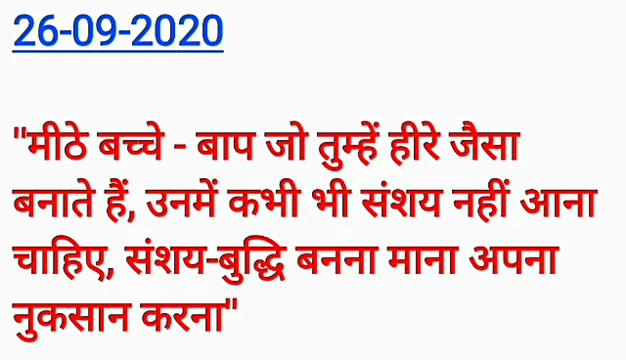 26-09-2020
"मीठे बच्चे - बाप जो तुम्हें हीरे जैसा
बनाते हैं, उनमें कभी भी संशय नहीं आना
चाहिए, संशय-बुद्धि बनना माना अपना
नुकसान करना"